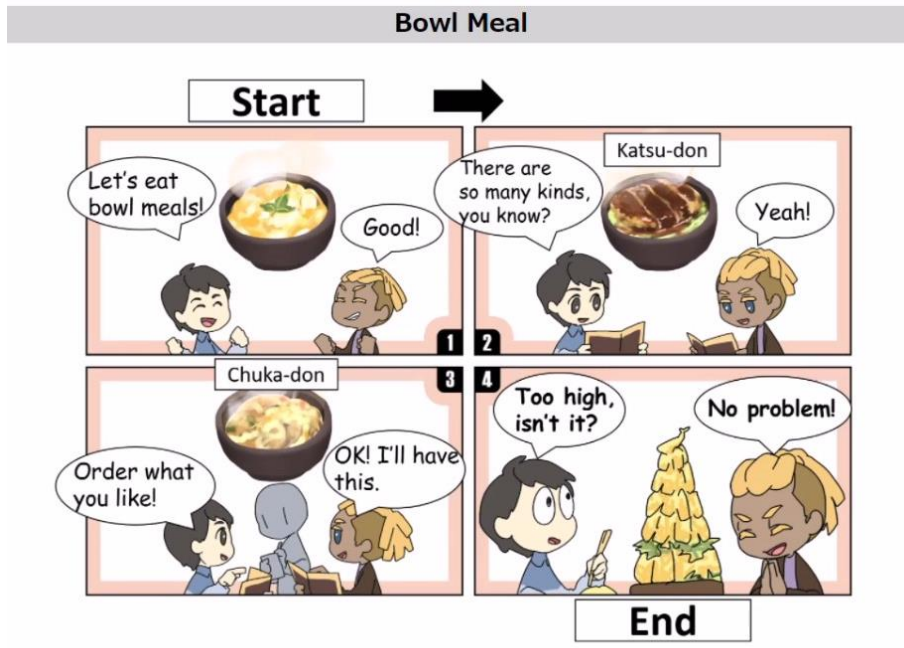 Bowl Meal
Start
Let's eat
bowl meals!
Good!
1
There are
so many kinds,
you know?
Katsu-don
Yeah!
2
Chuka-don
3
Order what
you like!
OK! I'll have
this.
4
Too high,
isn't it?
No problem!
End